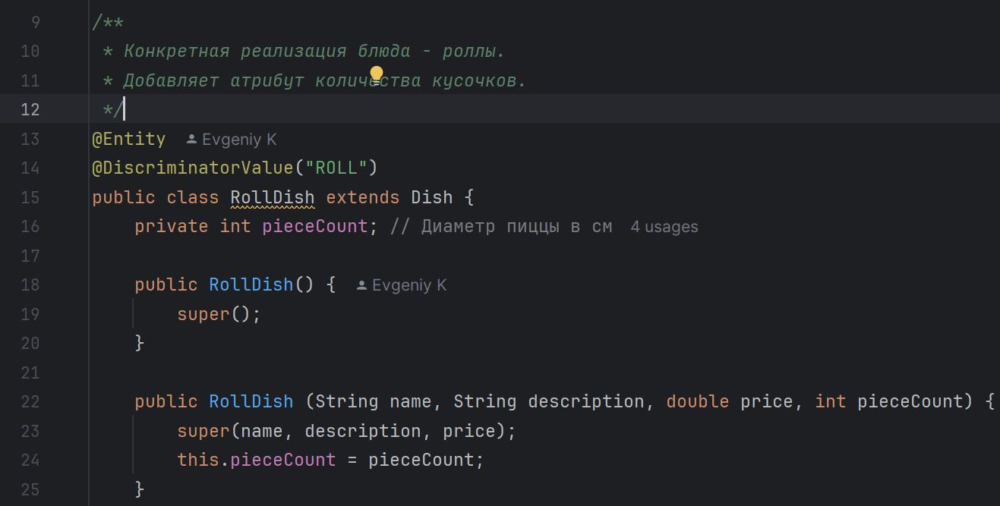 9 /**
10 * Конкретная реализация блюда - роллы.
11 * Добавляет атрибут количества кусочков.
12 */
13 @Entity Evgeniy K
14 @DiscriminatorValue("ROLL")
15 public class RollDish extends Dish {
16 private int pieceCount; // Диаметр пиццы в см 4 usages
17
18 public RollDish() { Evgeniy K
19 super();
20 }
21
22 public RollDish (String name, String description, double price, int pieceCount) {
23 super(name, description, price);
24 this.pieceCount = pieceCount;
25 }